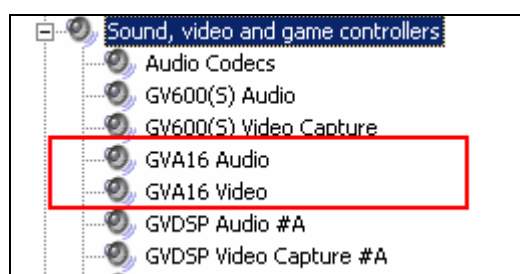 Sound, video and game controllers
Audio Codecs
GV600(S) Audio
GV600(S) Video Capture
GVA16 Audio
GVA16 Video
GVDSP Audio #A
GVDSP Video Capture #A